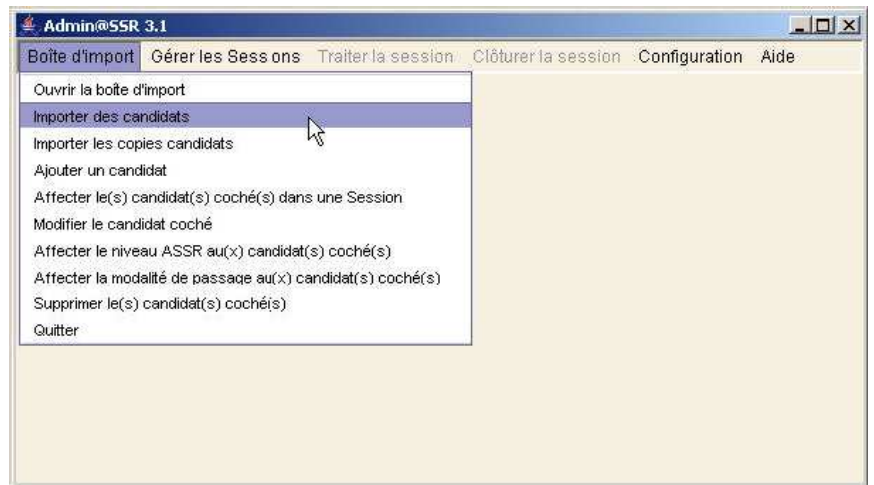 Admin@SSR 3.1
Boîte d'import Gérer les Sessions Traiter la session Clôturer la session Configuration Aide
Ouvrir la boîte d'import
Importer des candidats
Importer les copies candidats
Ajouter un candidat
Affecter le(s) candidat(s) coché(s) dans une Session
Modifier le candidat coché
Affecter le niveau ASSR au(x) candidat(s) coché(s)
Affecter la modalité de passage au(x) candidat(s) coché(s)
Supprimer le(s) candidat(s) coché(s)
Quitter